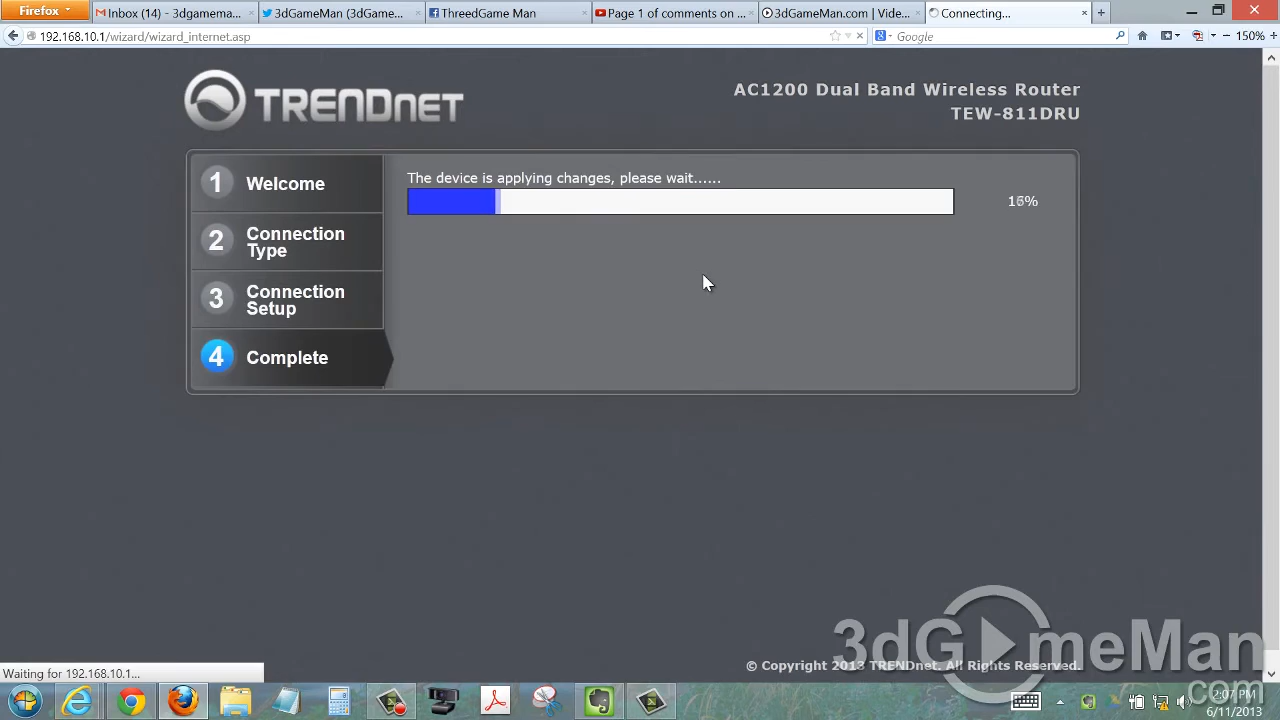 Firefox
Inbox (14) - 3dgamema...
3dGameMan (3dGame...
ThreedGame Man
Page 1 of comments on ...
3dGameMan.com | Vide...
Connecting...
192.168.10.1/wizard/wizard_internet.asp
Google
150%
TRENDNET
AC1200 Dual Band Wireless Router
TEW-811DRU
1 Welcome
2 Connection Type
3 Connection Setup
4 Complete
The device is applying changes, please wait......
© Copyright 2013 TRENDnet. All Rights Reserved.
3dGameMan
.com
Waiting for 192.168.10.1...
2:07 PM
6/11/2013